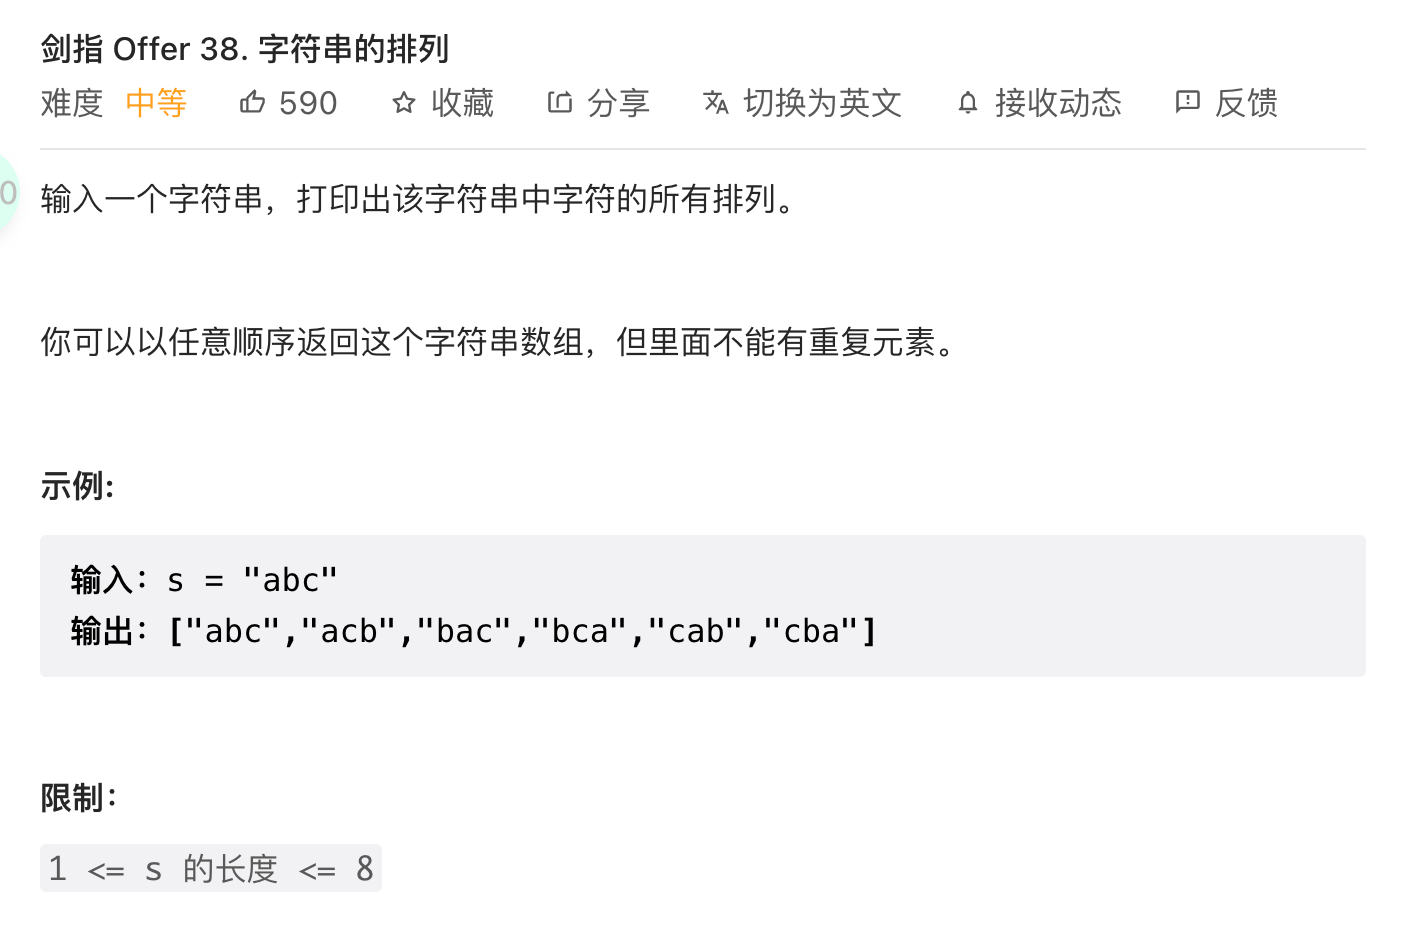 剑指 Offer 38. 字符串的排列
难度 中等 590 收藏 分享 切换为英文 接收动态 反馈
0
输入一个字符串，打印出该字符串中字符的所有排列。
你可以以任意顺序返回这个字符串数组，但里面不能有重复元素。
示例:
输入：s = "abc"
输出：["abc","acb","bac","bca","cab","cba"]
限制：
1 <= s 的长度 <= 8